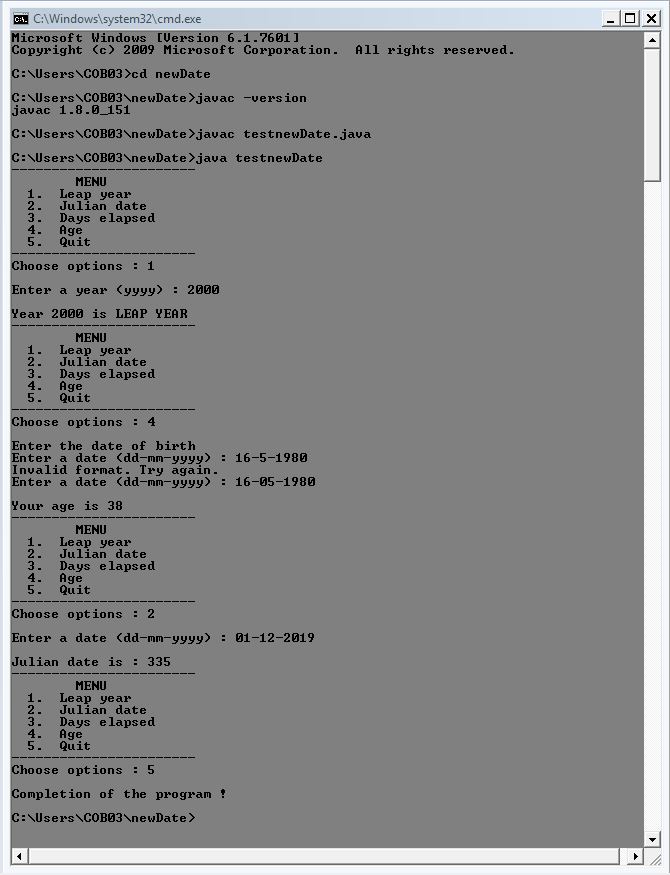 C:\Windows\system32\cmd.exe
Microsoft Windows [Version 6.1.7601]
Copyright (c) 2009 Microsoft Corporation.  All rights reserved.
C:\Users\COB03>cd newDate
C:\Users\COB03\newDate>javac -version
javac 1.8.0_151
C:\Users\COB03\newDate>javac testnewDate.java
C:\Users\COB03\newDate>java testnewDate
-----------------------
        MENU
  1.  Leap year
  2.  Julian date
  3.  Days elapsed
  4.  Age
  5.  Quit
-----------------------
Choose options : 1
Enter a year (yyyy) : 2000
Year 2000 is LEAP YEAR
-----------------------
        MENU
  1.  Leap year
  2.  Julian date
  3.  Days elapsed
  4.  Age
  5.  Quit
-----------------------
Choose options : 4
Enter the date of birth
Enter a date (dd-mm-yyyy) : 16-5-1980
Invalid format. Try again.
Enter a date (dd-mm-yyyy) : 16-05-1980
Your age is 38
-----------------------
        MENU
  1.  Leap year
  2.  Julian date
  3.  Days elapsed
  4.  Age
  5.  Quit
-----------------------
Choose options : 2
Enter a date (dd-mm-yyyy) : 01-12-2019
Julian date is : 335
-----------------------
        MENU
  1.  Leap year
  2.  Julian date
  3.  Days elapsed
  4.  Age
  5.  Quit
-----------------------
Choose options : 5
Completion of the program !
C:\Users\COB03\newDate>